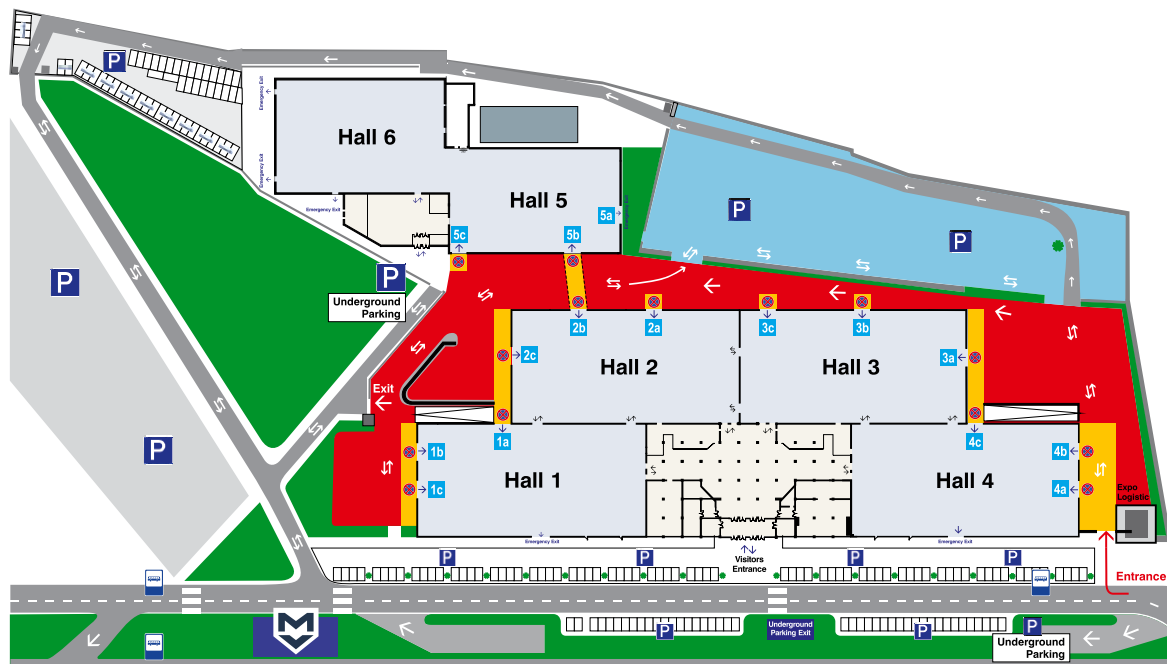 P
Emergency Exit
Hall 6
Emergency Exit
Emergency Exit
Hall 5
5a
Emergency Exit
P
P
5c
5b
P
P
Underground
Parking
2b
2a
3c
3b
2c
Hall 2
Hall 3
3a
Exit
1a
4c
P
1b
1c
Hall 1
Hall 4
4b
4a
Expo
Logistic
Emergency Exit
Emergency Exit
P
P
Visitors
Entrance
P
P
Entrance
M
P
Underground
Parking Exit
P
P
Underground
Parking